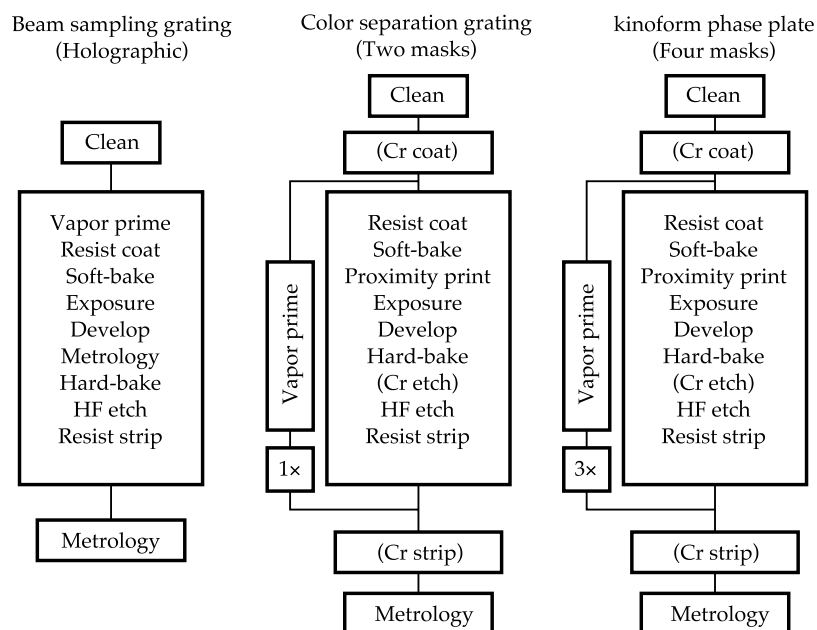 Beam sampling grating
(Holographic)
Clean
Vapor prime
Resist coat
Soft-bake
Exposure
Develop
Metrology
Hard-bake
HF etch
Resist strip
Metrology
Color separation grating
(Two masks)
Clean
(Cr coat)
Vapor prime
1×
Resist coat
Soft-bake
Proximity print
Exposure
Develop
Hard-bake
(Cr etch)
HF etch
Resist strip
(Cr strip)
Metrology
kinoform phase plate
(Four masks)
Clean
(Cr coat)
Vapor prime
3×
Resist coat
Soft-bake
Proximity print
Exposure
Develop
Hard-bake
(Cr etch)
HF etch
Resist strip
(Cr strip)
Metrology